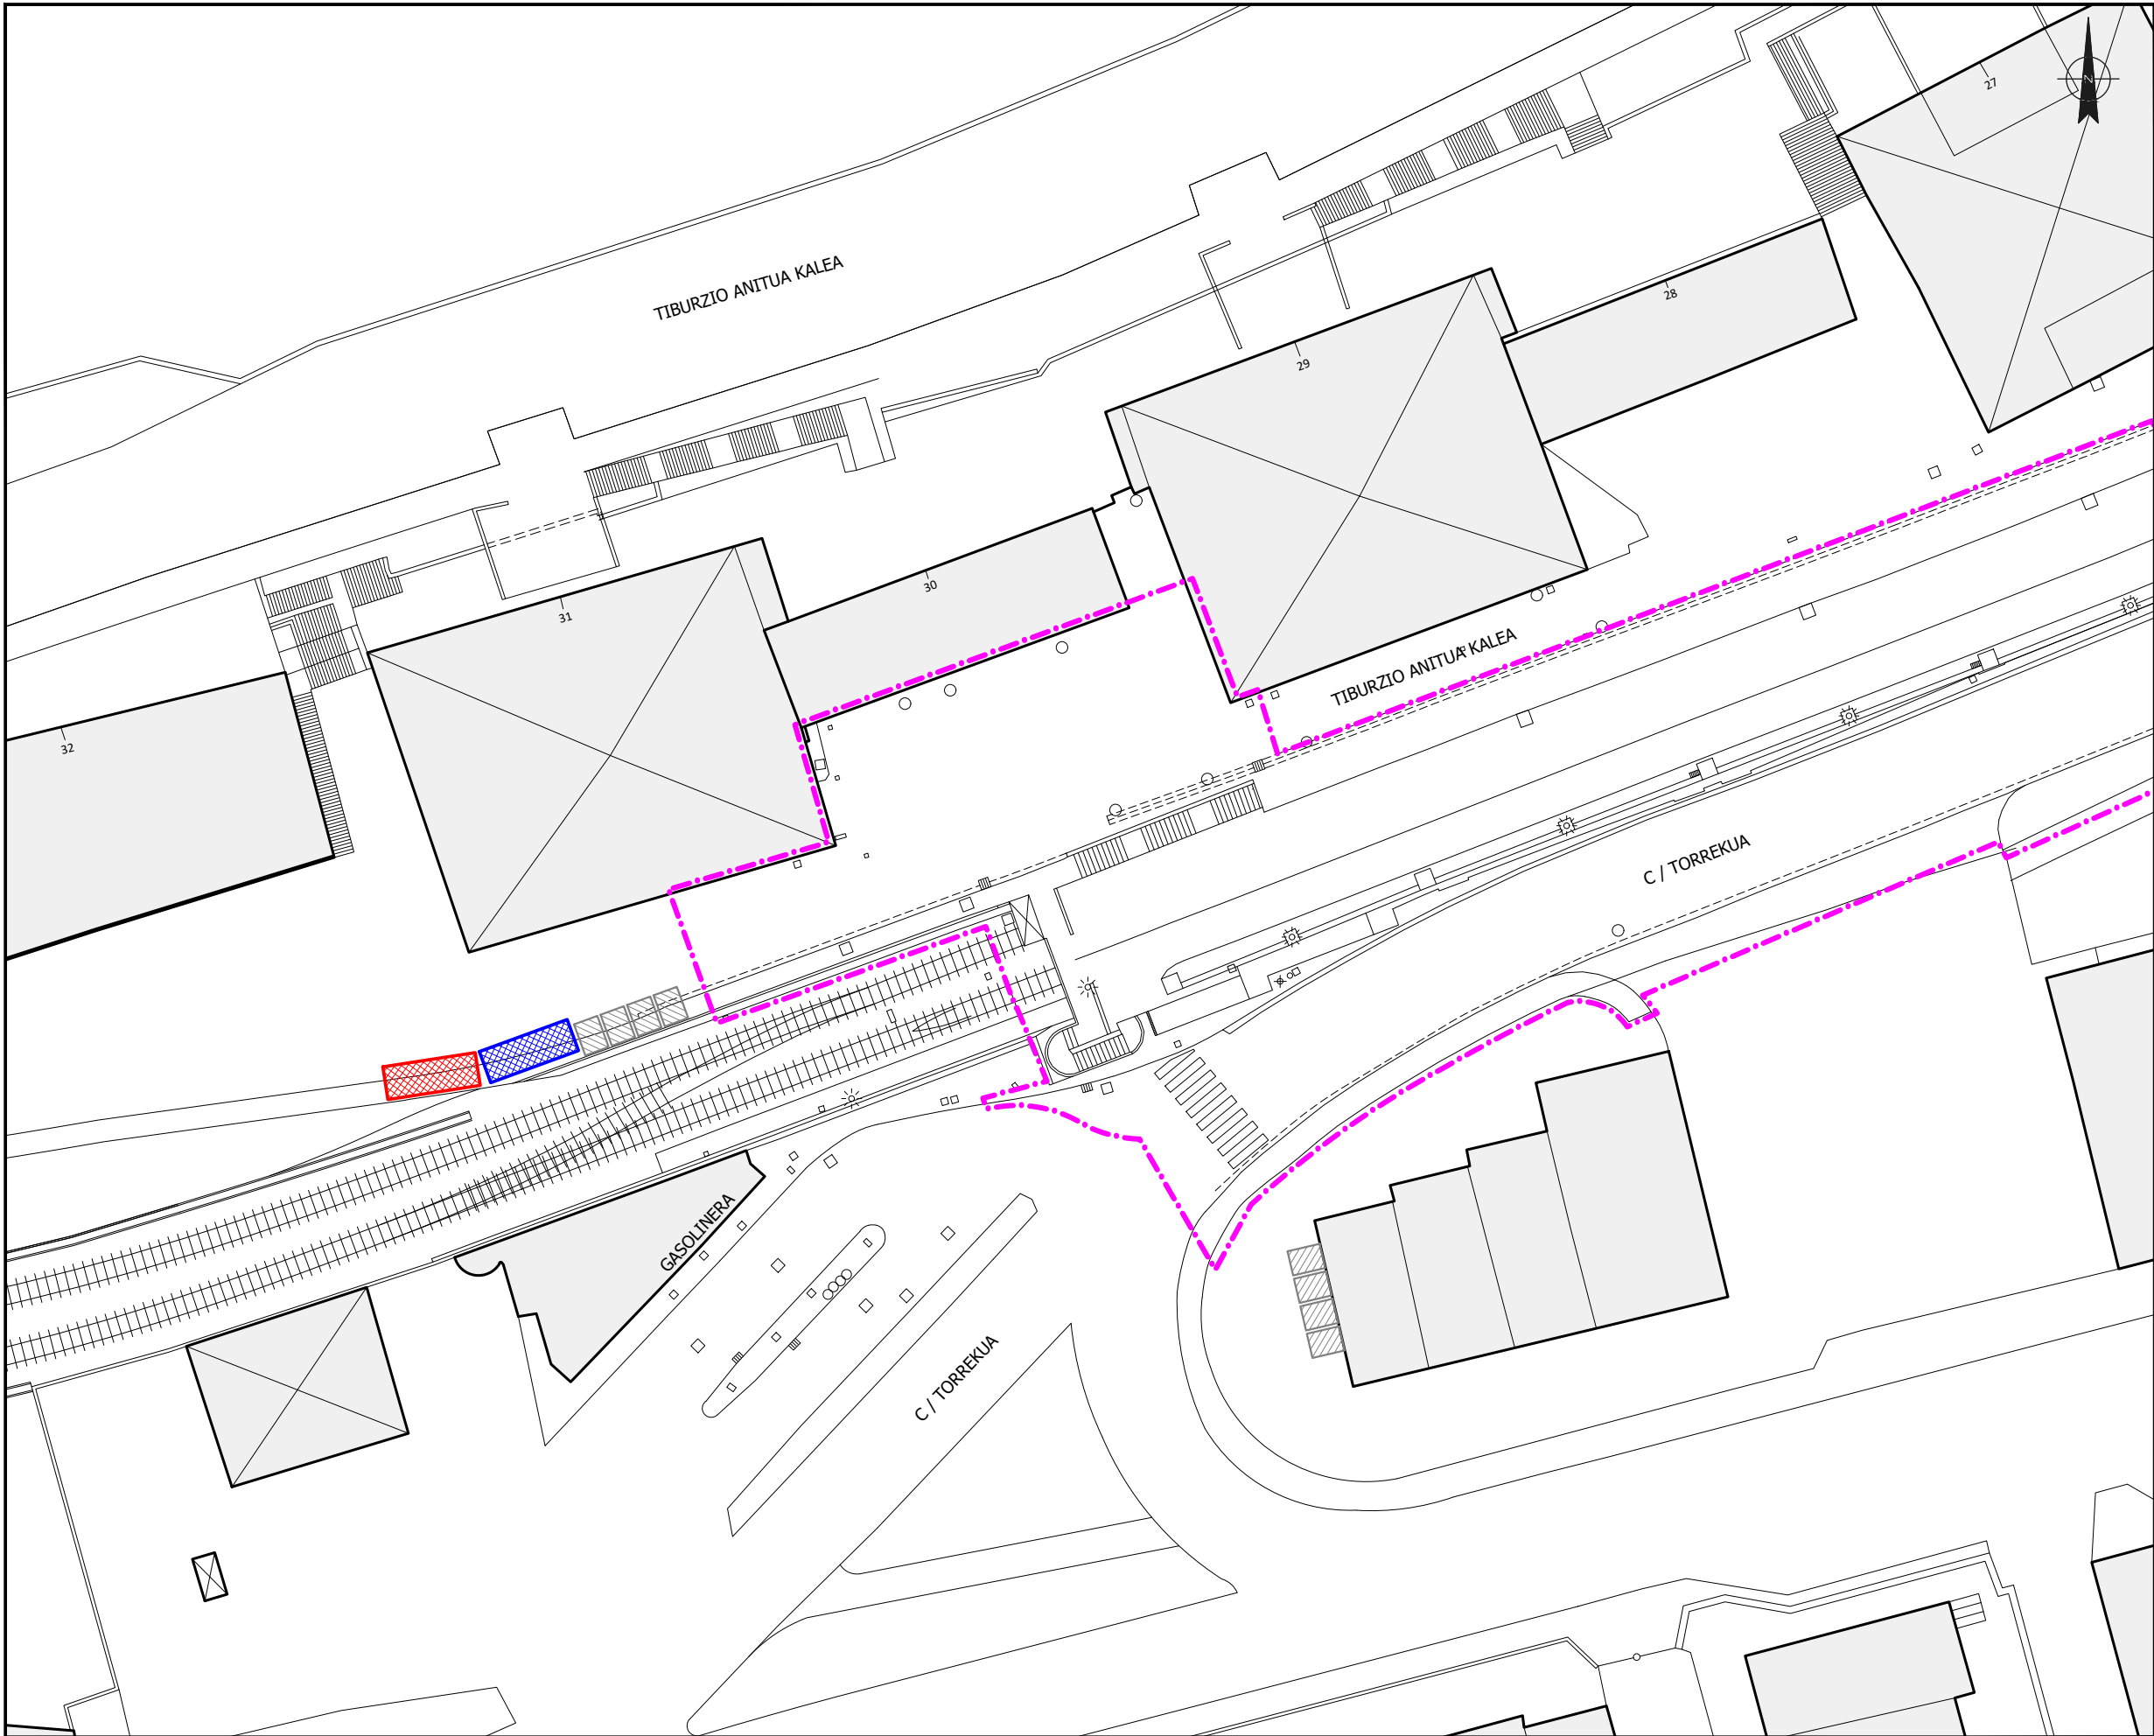 27
N
TIBURZIO ANITUA KALEA
28
29
30
31
32
TIBURZIO ANITUA KALEA
C / TORREKUA
GASOLINERA
C / TORREKUA